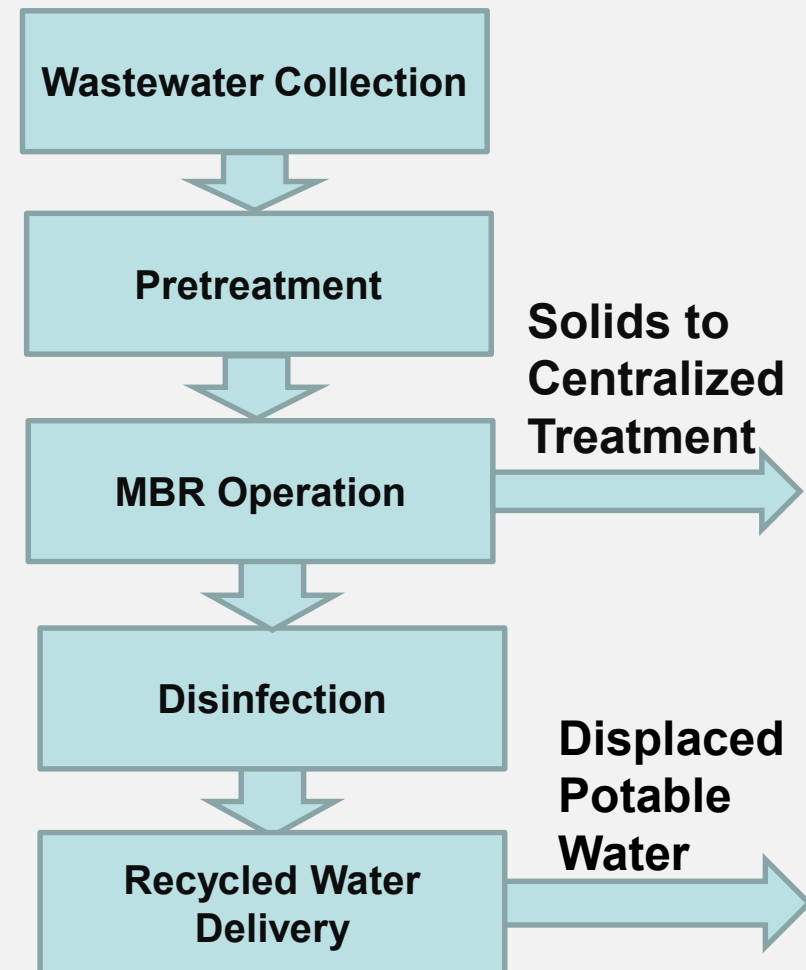 Wastewater Collection
Pretreatment
Solids to
Centralized
Treatment
MBR Operation
Disinfection
Displaced
Potable
Water
Recycled Water
Delivery